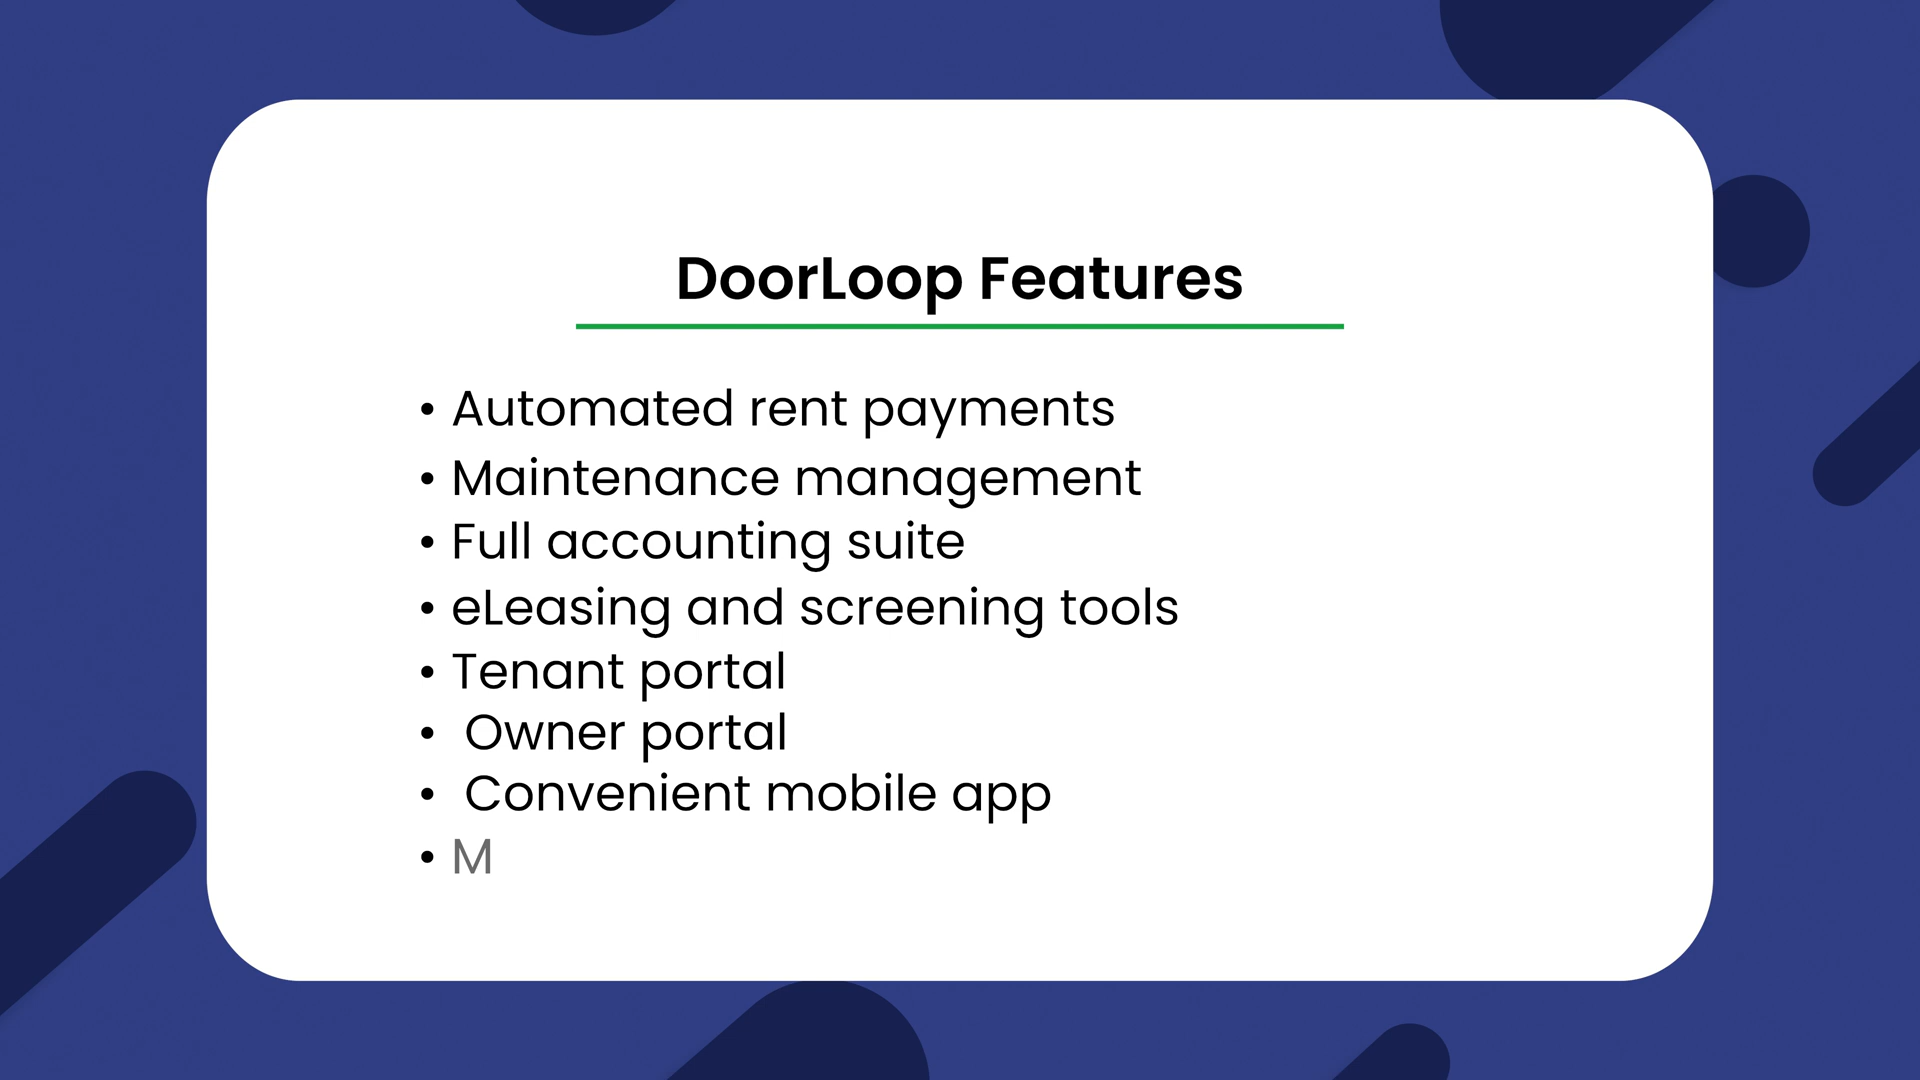 DoorLoop Features
• Automated rent payments
• Maintenance management
• Full accounting suite
• eLeasing and screening tools
• Tenant portal
• Owner portal
• Convenient mobile app
• M